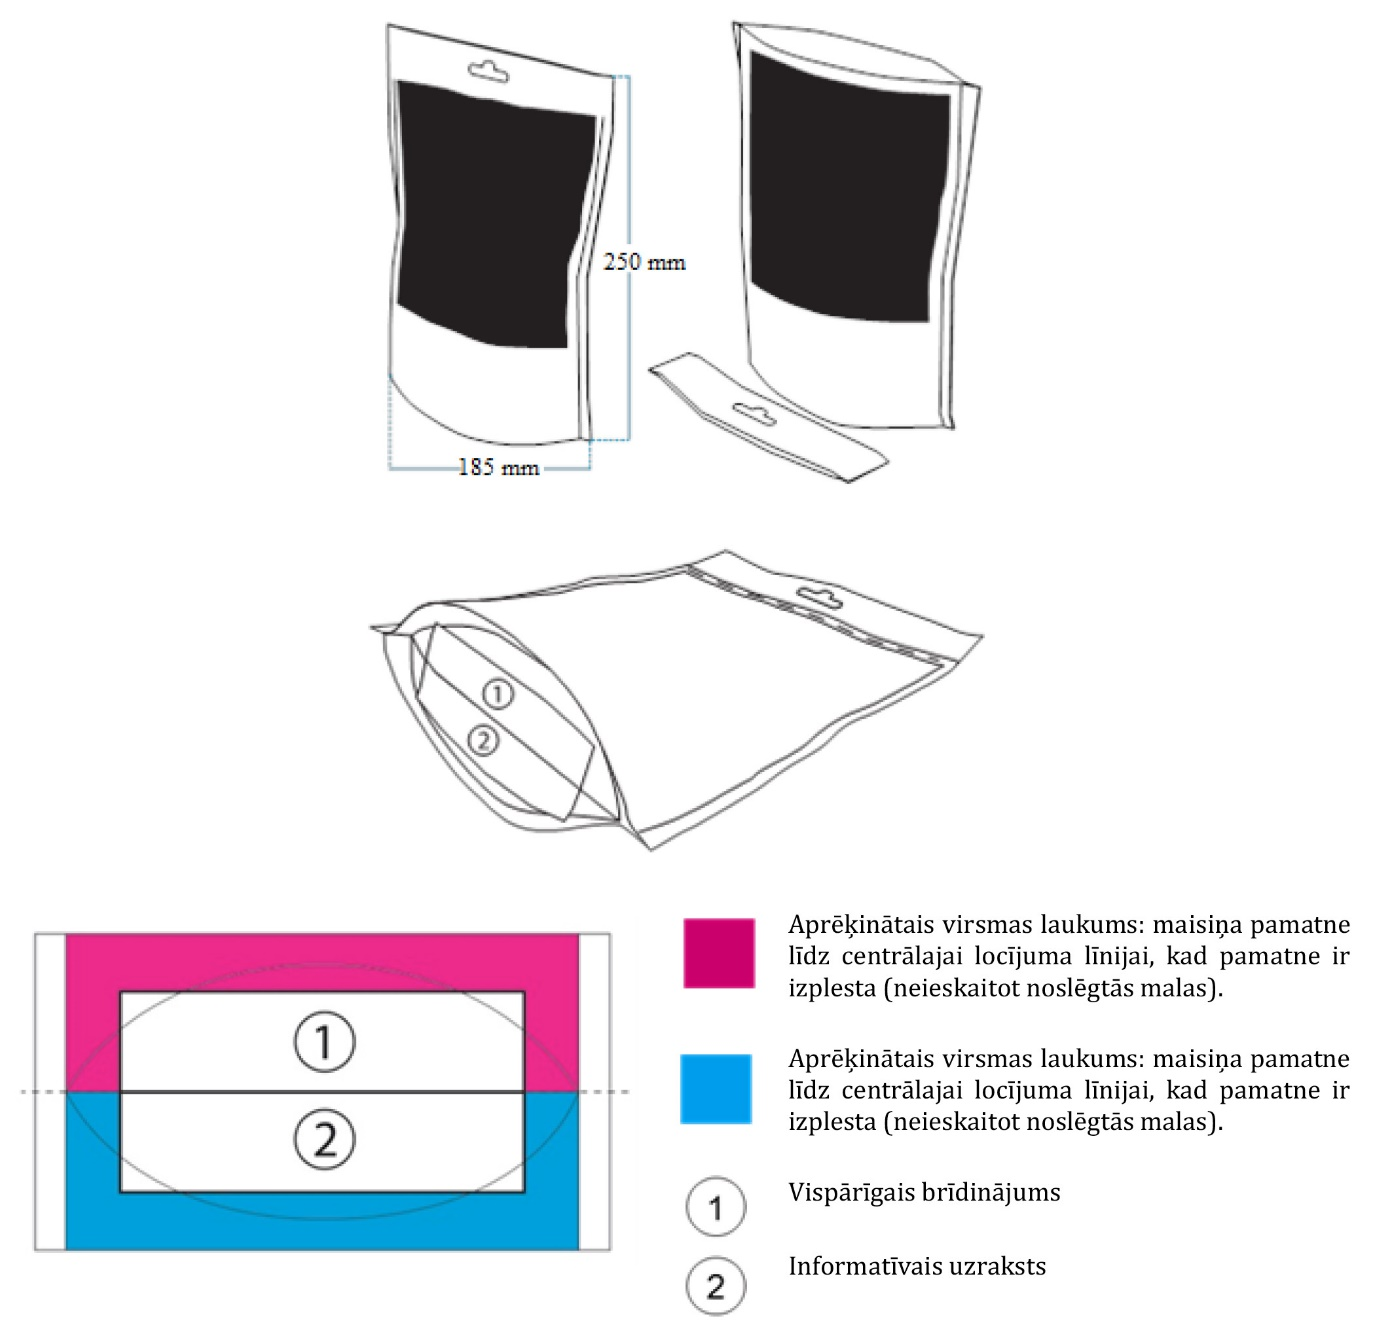 250 mm
185 mm
1
2
1
2
Aprēķinātais virsmas laukums: maisiņa pamatne
līdz centrālajai locījuma līnijai, kad pamatne ir
izplesta (neieskaitot noslēgtās malas).
Aprēķinātais virsmas laukums: maisiņa pamatne
līdz centrālajai locījuma līnijai, kad pamatne ir
izplesta (neieskaitot noslēgtās malas).
1 Vispārīgais brīdinājums
2 Informatīvais uzraksts